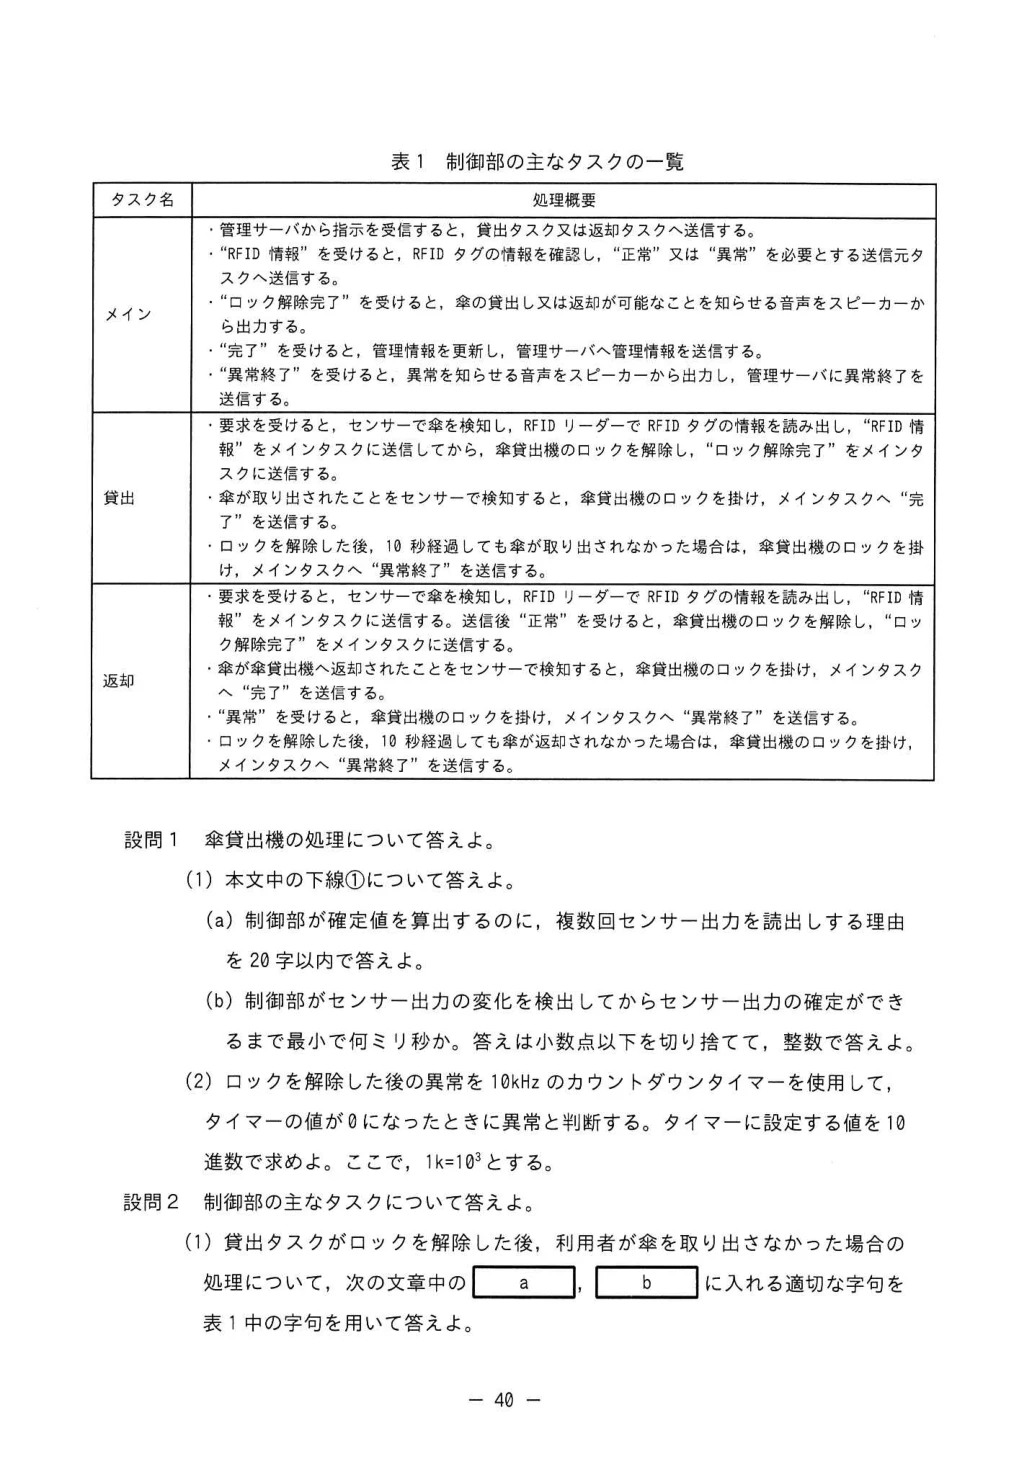 表1 制御部の主なタスクの一覧
タスク名
処理概要
メイン
・管理サーバから指示を受信すると，貸出タスク又は返却タスクへ送信する。
・“RFID 情報”を受けると，RFID タグの情報を確認し，“正常”又は“異常”を必要とする送信元タ
スクへ送信する。
・“ロック解除完了”を受けると，傘の貸出し又は返却が可能なことを知らせる音声をスピーカーか
ら出力する。
・“完了”を受けると，管理情報を更新し，管理サーバへ管理情報を送信する。
・“異常終了”を受けると，異常を知らせる音声をスピーカーから出力し，管理サーバに異常終了を
送信する。
貸出
・要求を受けると，センサーで傘を検知し，RFID リーダーで RFID タグの情報を読み出し，“RFID 情
報”をメインタスクに送信してから，傘貸出機のロックを解除し，“ロック解除完了”をメインタ
スクに送信する。
・傘が取り出されたことをセンサーで検知すると，傘貸出機のロックを掛け，メインタスクへ“完
了”を送信する。
・ロックを解除した後，10 秒経過しても傘が取り出されなかった場合は，傘貸出機のロックを掛
け，メインタスクへ“異常終了”を送信する。
返却
・要求を受けると，センサーで傘を検知し，RFID リーダーで RFID タグの情報を読み出し，“RFID 情
報”をメインタスクに送信する。送信後“正常”を受けると，傘貸出機のロックを解除し，“ロッ
ク解除完了”をメインタスクに送信する。
・傘が傘貸出機へ返却されたことをセンサーで検知すると，傘貸出機のロックを掛け，メインタスク
へ“完了”を送信する。
・“異常”を受けると，傘貸出機のロックを掛け，メインタスクへ“異常終了”を送信する。
・ロックを解除した後，10 秒経過しても傘が返却されなかった場合は，傘貸出機のロックを掛け，
メインタスクへ“異常終了”を送信する。
設問1 傘貸出機の処理について答えよ。
(1) 本文中の下線①について答えよ。
(a) 制御部が確定値を算出するのに，複数回センサー出力を読出しする理由
を 20 字以内で答えよ。
(b) 制御部がセンサー出力の変化を検出してからセンサー出力の確定ができ
るまで最小で何ミリ秒か。答えは小数点以下を切り捨てて，整数で答えよ。
(2) ロックを解除した後の異常を 10kHz のカウントダウンタイマーを使用して，
タイマーの値が 0 になったときに異常と判断する。タイマーに設定する値を 10
進数で求めよ。ここで，1k=10³とする。
設問2 制御部の主なタスクについて答えよ。
(1) 貸出タスクがロックを解除した後，利用者が傘を取り出さなかった場合の
処理について，次の文章中の a ， b に入れる適切な字句を
表1中の字句を用いて答えよ。
－ 40 －